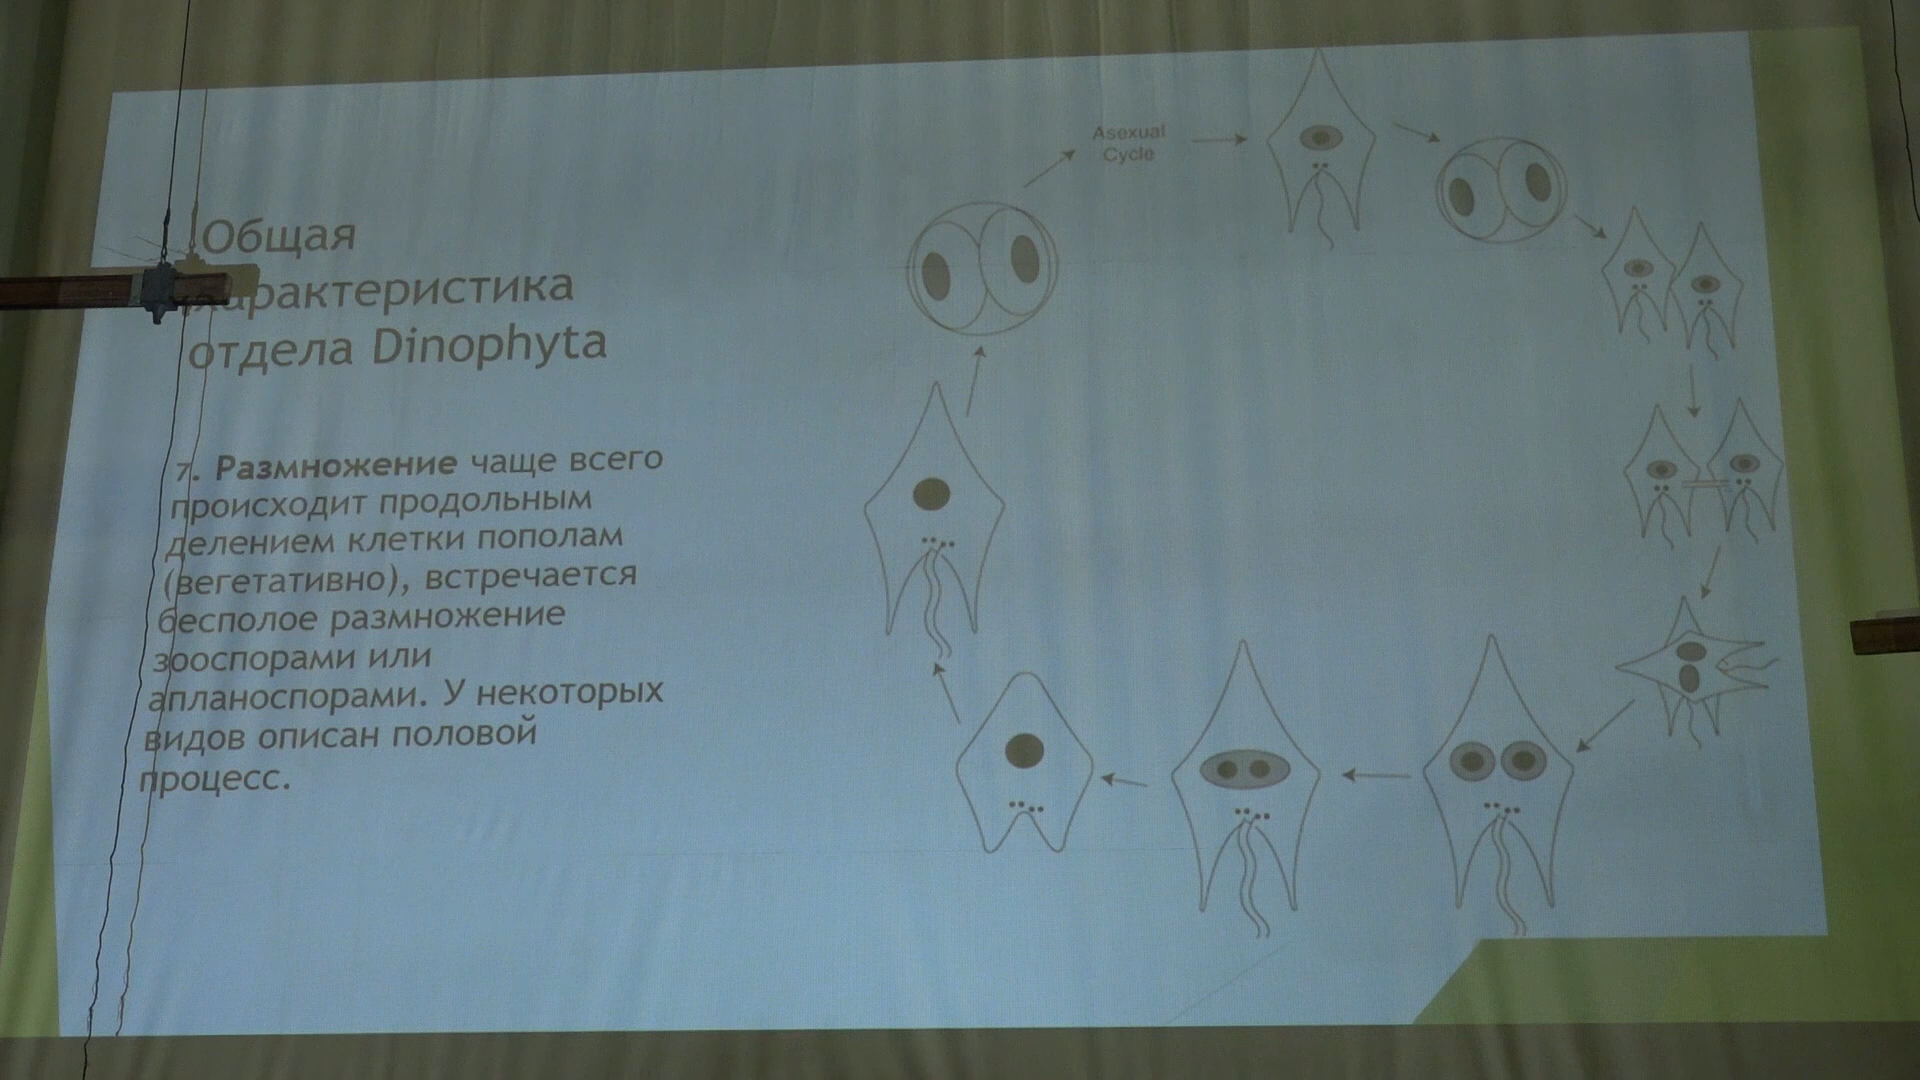 Общая
характеристика
отдела Dinophyta
7. Размножение чаще всего
происходит продольным
делением клетки пополам
(вегетативно), встречается
бесполое размножение
зооспорами или
апланоспорами. У некоторых
видов описан половой
процесс.
Asexual
Cycle